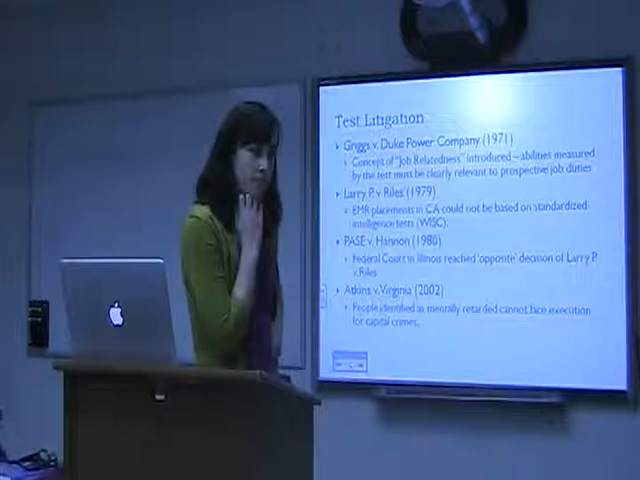 Test Litigation
Griggs v. Duke Power Company (1971)
Concept of "Job Relatedness" introduced – abilities measured
by the test must be clearly relevant to prospective job duties
Larry P. v Riles (1979)
EMR placements in CA could not be based on standardized
intelligence tests (WISC).
PASE v. Hannon (1980)
Federal Court in Illinois reached 'opposite' decision of Larry P.
v. Riles
Atkins v. Virginia (2002)
People identified as mentally retarded cannot face execution
for capital crimes.